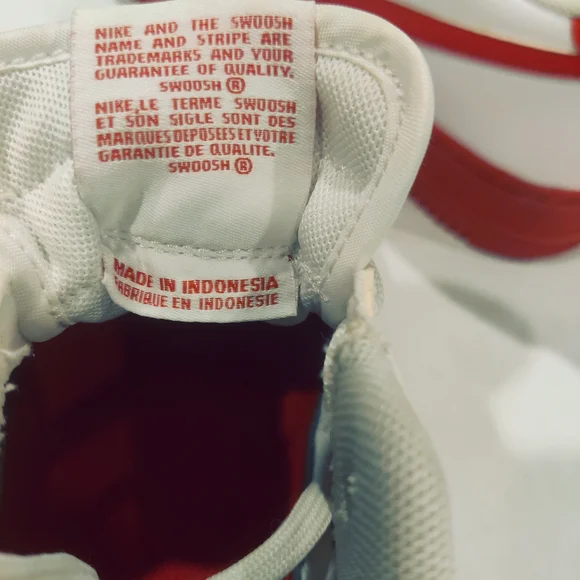 NIKE AND THE SWOOSH
NAME AND STRIPE ARE
TRADEMARKS AND YOUR
GUARANTEE OF QUALITY.
SWOOSH ®
NIKE,LE TERME SWOOSH
ET SON SIGLE SONT DES
MARQUES DEPOSEES ET VOTRE
GARANTIE DE QUALITE.
SWOOSH ®
MADE IN INDONESIA
FABRIQUE EN INDONESIE